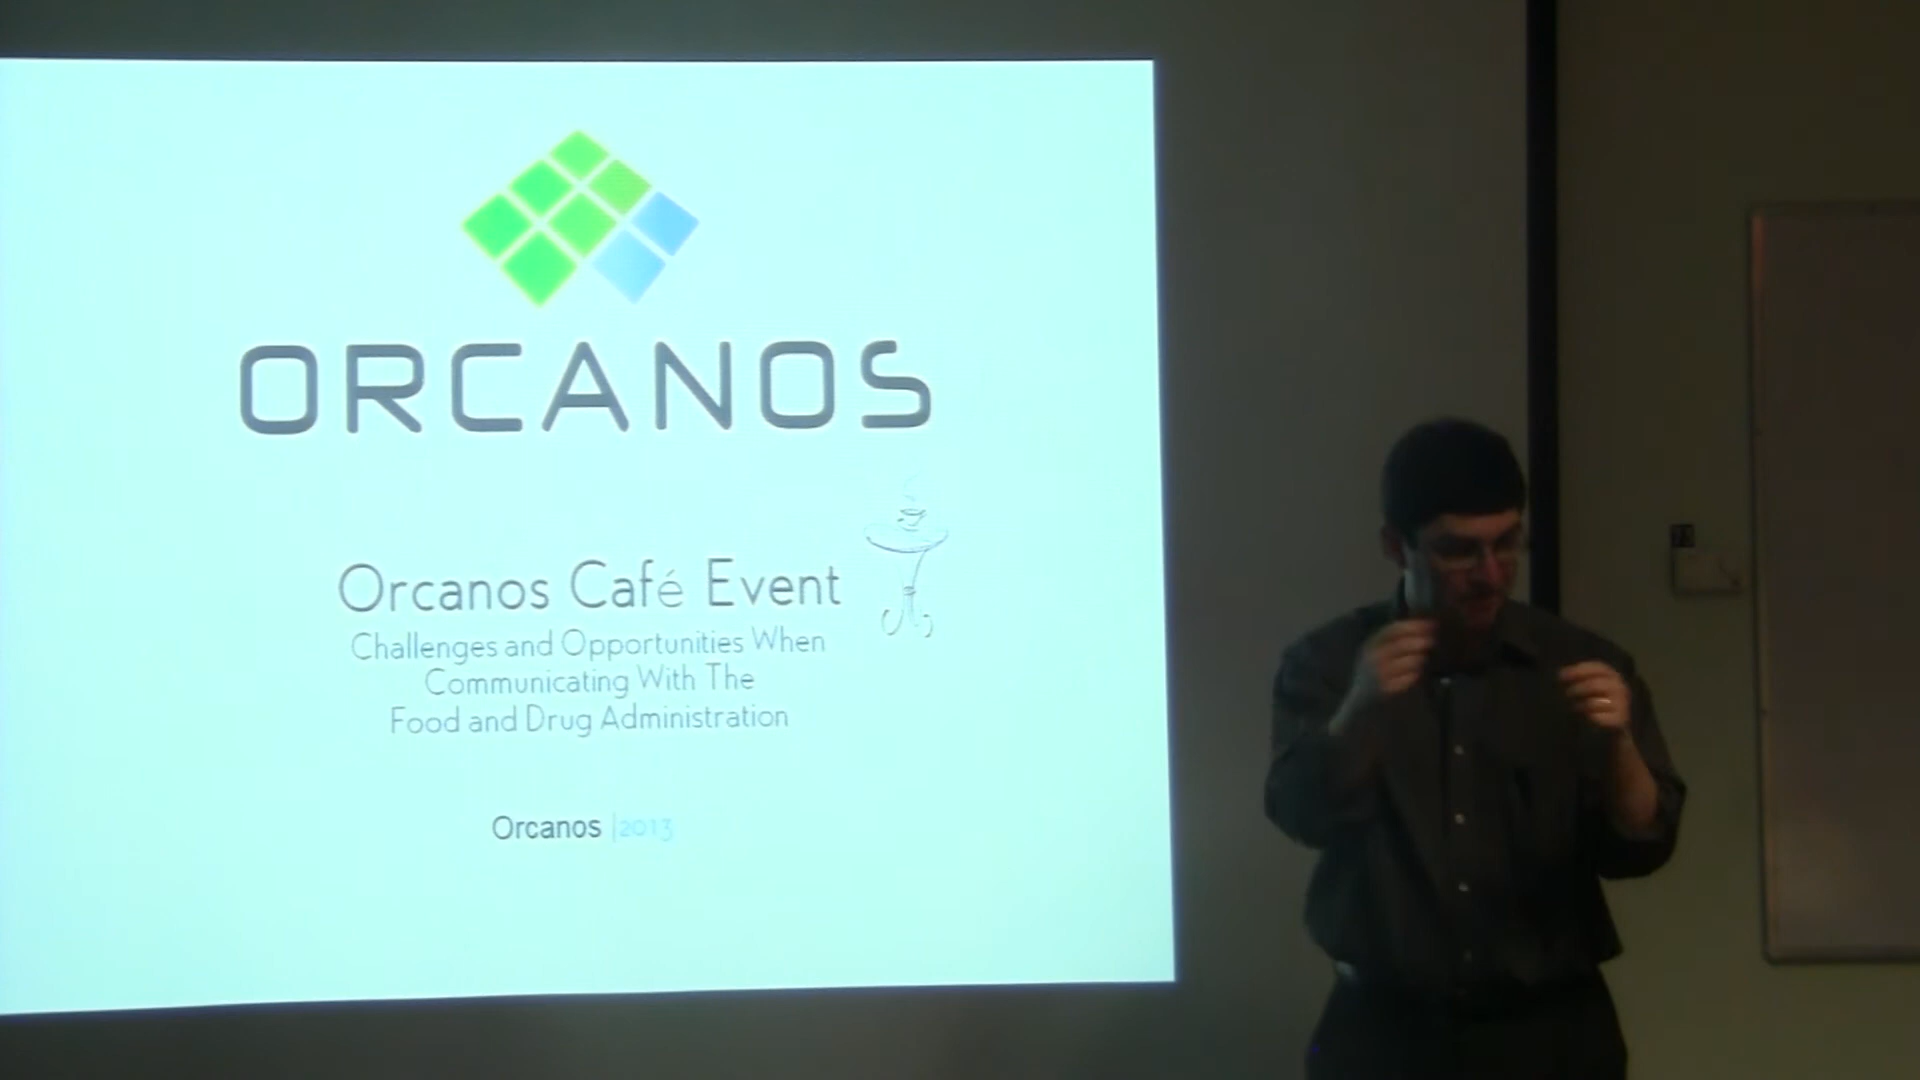 ORCANOS
Orcanos Café Event
Challenges and Opportunities When
Communicating With The
Food and Drug Administration
Orcanos |2013